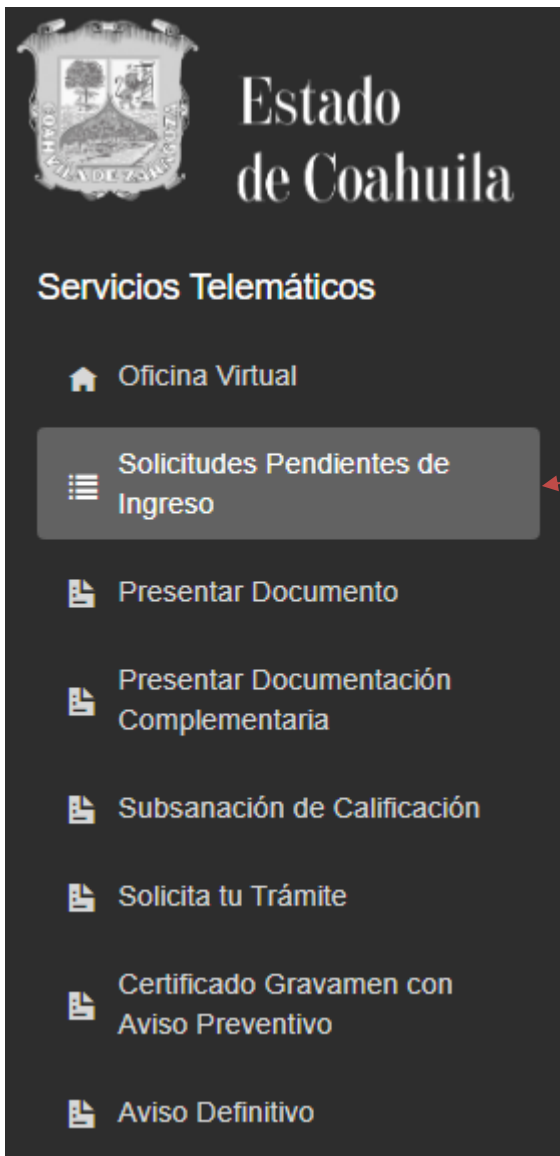 COAHUILA DE ZARAGOZA
Estado
de Coahuila
Servicios Telemáticos
Oficina Virtual
Solicitudes Pendientes de
Ingreso
Presentar Documento
Presentar Documentación
Complementaria
Subsanación de Calificación
Solicita tu Trámite
Certificado Gravamen con
Aviso Preventivo
Aviso Definitivo